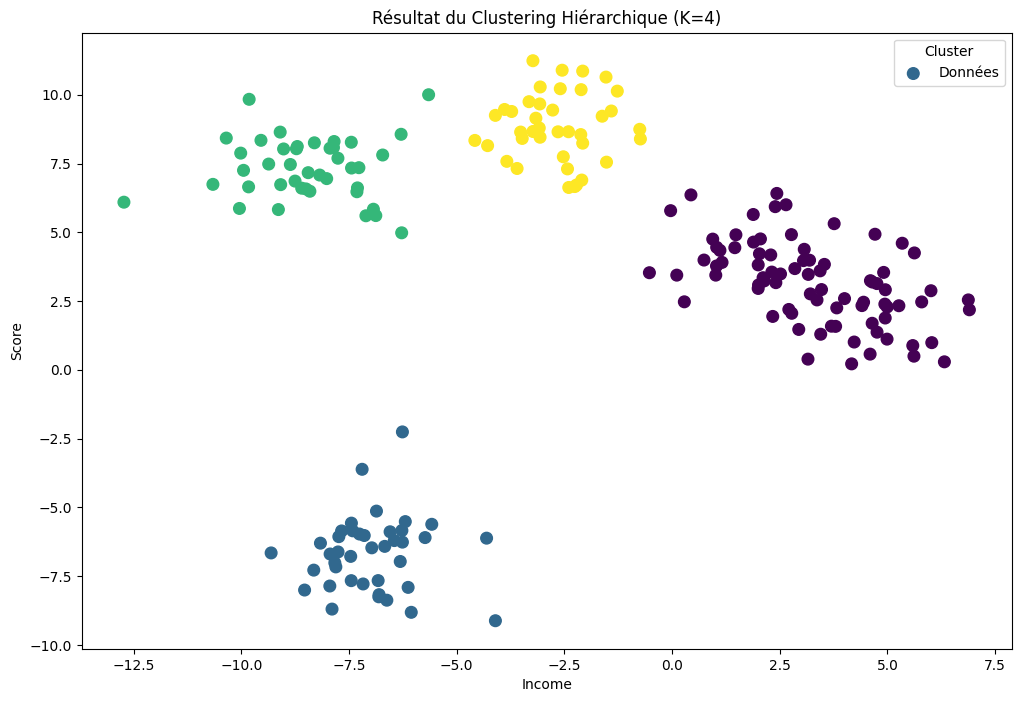 Résultat du Clustering Hiérarchique (K=4)
Cluster
Données
10.0
7.5
5.0
2.5
0.0
−2.5
−5.0
−7.5
−10.0
Score
−12.5 −10.0 −7.5 −5.0 −2.5 0.0 2.5 5.0 7.5
Income